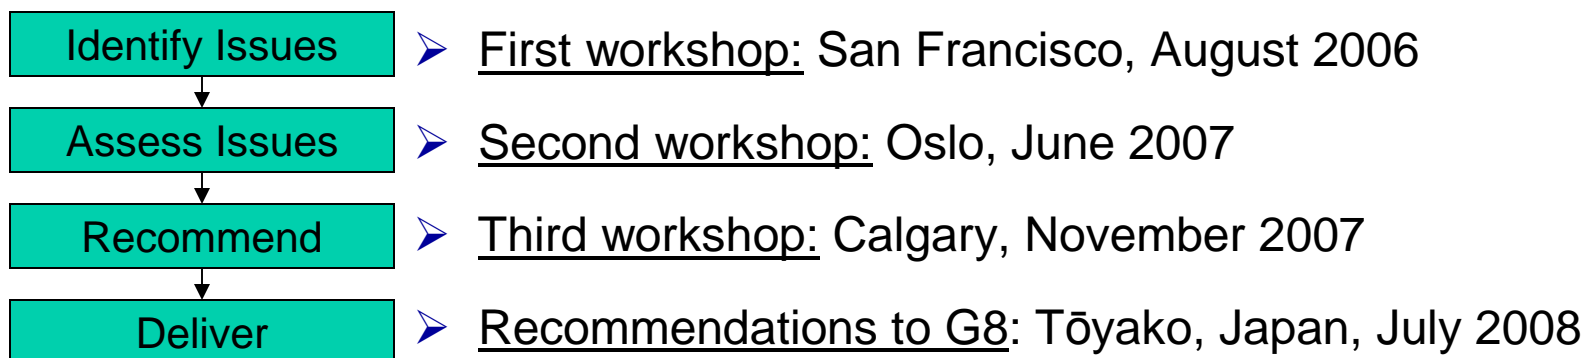 Identify Issues ➢ First workshop: San Francisco, August 2006
Assess Issues ➢ Second workshop: Oslo, June 2007
Recommend ➢ Third workshop: Calgary, November 2007
Deliver ➢ Recommendations to G8: Tōyako, Japan, July 2008